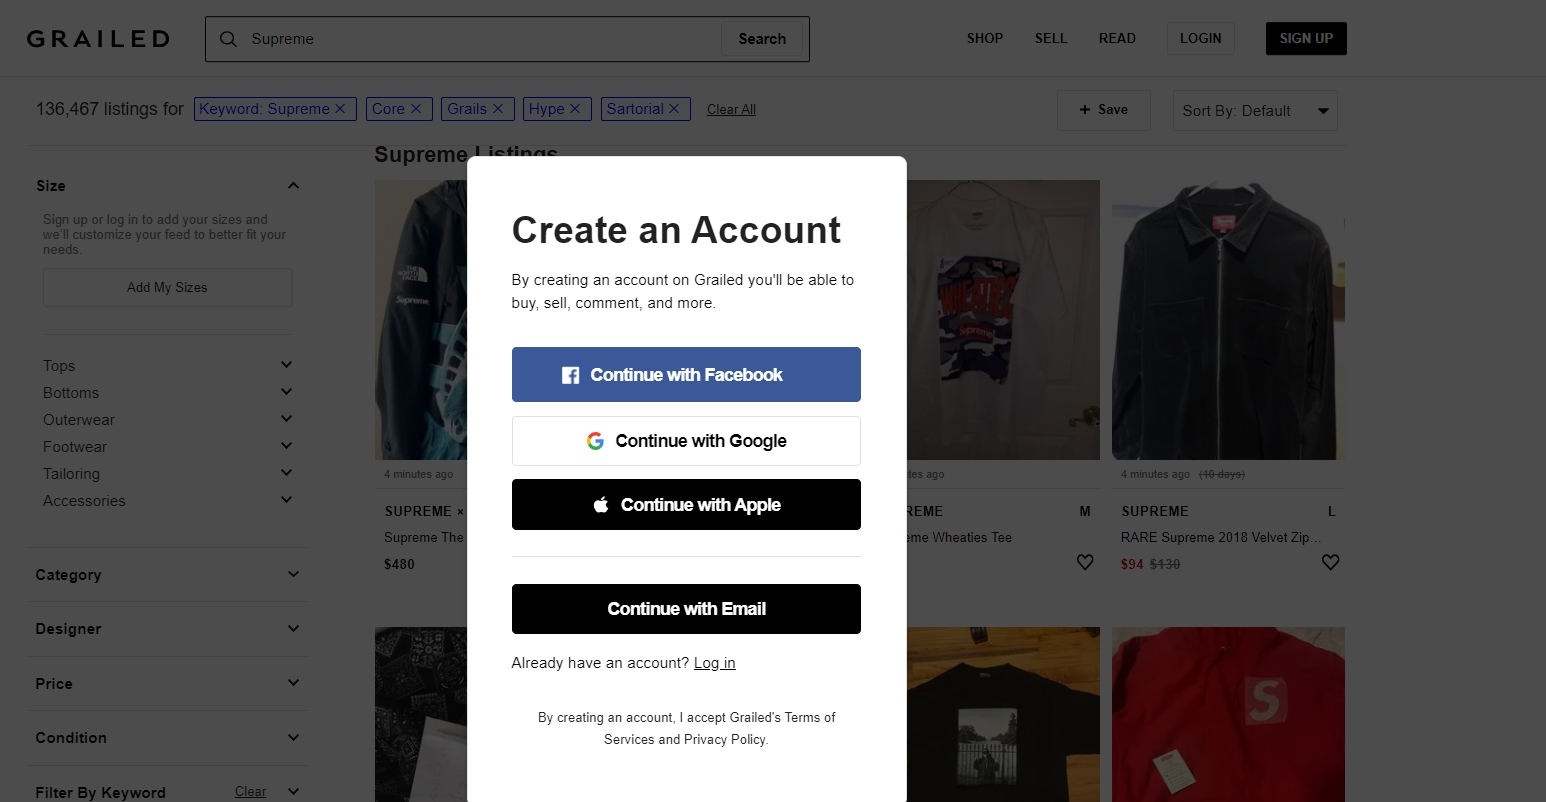 GRAILED
Supreme
Search
SHOP
SELL
READ
LOGIN
SIGN UP
136,467 listings for
Keyword: Supreme
Core
Grails
Hype
Sartorial
Clear All
+ Save
Sort By: Default
Supreme Listings
Size
Sign up or log in to add your sizes and
we'll customize your feed to better fit your
needs.
Add My Sizes
Tops
Bottoms
Outerwear
Footwear
Tailoring
Accessories
Category
Designer
Price
Condition
Filter By Keyword
Clear
THE
NORTH
FACE
Supreme
4 minutes ago
SUPREME ×
Supreme The
$480
Create an Account
By creating an account on Grailed you'll be able to
buy, sell, comment, and more.
Continue with Facebook
Continue with Google
Continue with Apple
Continue with Email
Already have an account? Log in
By creating an account, I accept Grailed's Terms of
Services and Privacy Policy.
WHEATIES
Supreme
tes ago
REME
M
eme Wheaties Tee
4 minutes ago (10 days)
SUPREME
L
RARE Supreme 2018 Velvet Zip...
$94 $130
S